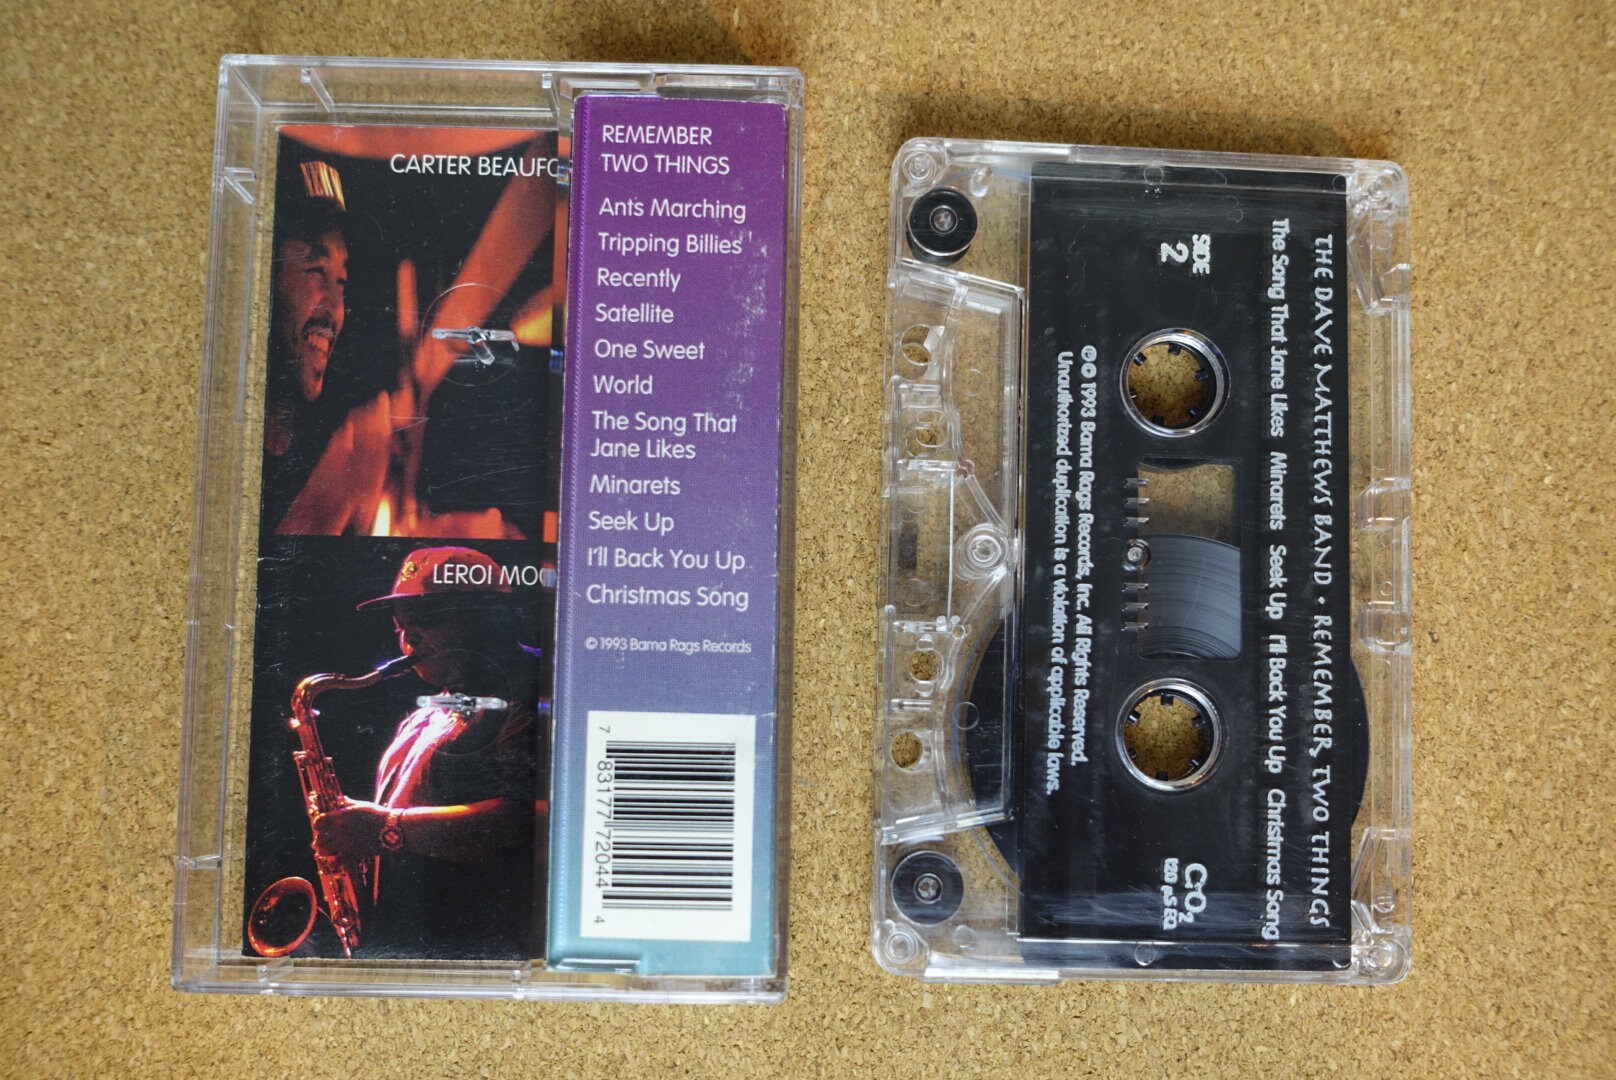 CARTER BEAUFO
LEROI MOO
REMEMBER
TWO THINGS
Ants Marching
Tripping Billies
Recently
Satellite
One Sweet
World
The Song That
Jane Likes
Minarets
Seek Up
I'll Back You Up
Christmas Song
© 1993 Bama Rags Records
7 83177 72044 4
THE DAVE MATTHEWS BAND • REMEMBER TWO THINGS
The Song That Jane Likes Minarets Seek Up I'll Back You Up Christmas Song
SIDE
2
CrO2
120 µS EQ
℗© 1993 Bama Rags Records, Inc. All Rights Reserved.
Unauthorized duplication is a violation of applicable laws.